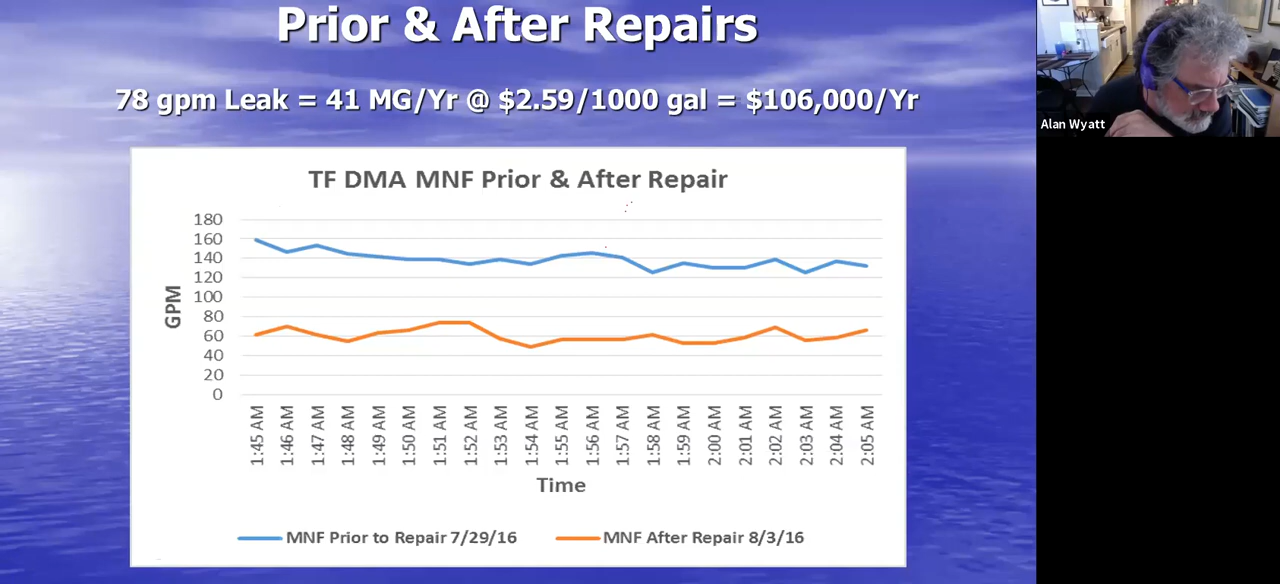 Prior & After Repairs
78 gpm Leak = 41 MG/Yr @ $2.59/1000 gal = $106,000/Yr
Alan Wyatt
TF DMA MNF Prior & After Repair
180
160
140
120
100
80
60
40
20
0
GPM
1:45 AM
1:46 AM
1:47 AM
1:48 AM
1:49 AM
1:50 AM
1:51 AM
1:52 AM
1:53 AM
1:54 AM
1:55 AM
1:56 AM
1:57 AM
1:58 AM
1:59 AM
2:00 AM
2:01 AM
2:02 AM
2:03 AM
2:04 AM
2:05 AM
Time
MNF Prior to Repair 7/29/16
MNF After Repair 8/3/16